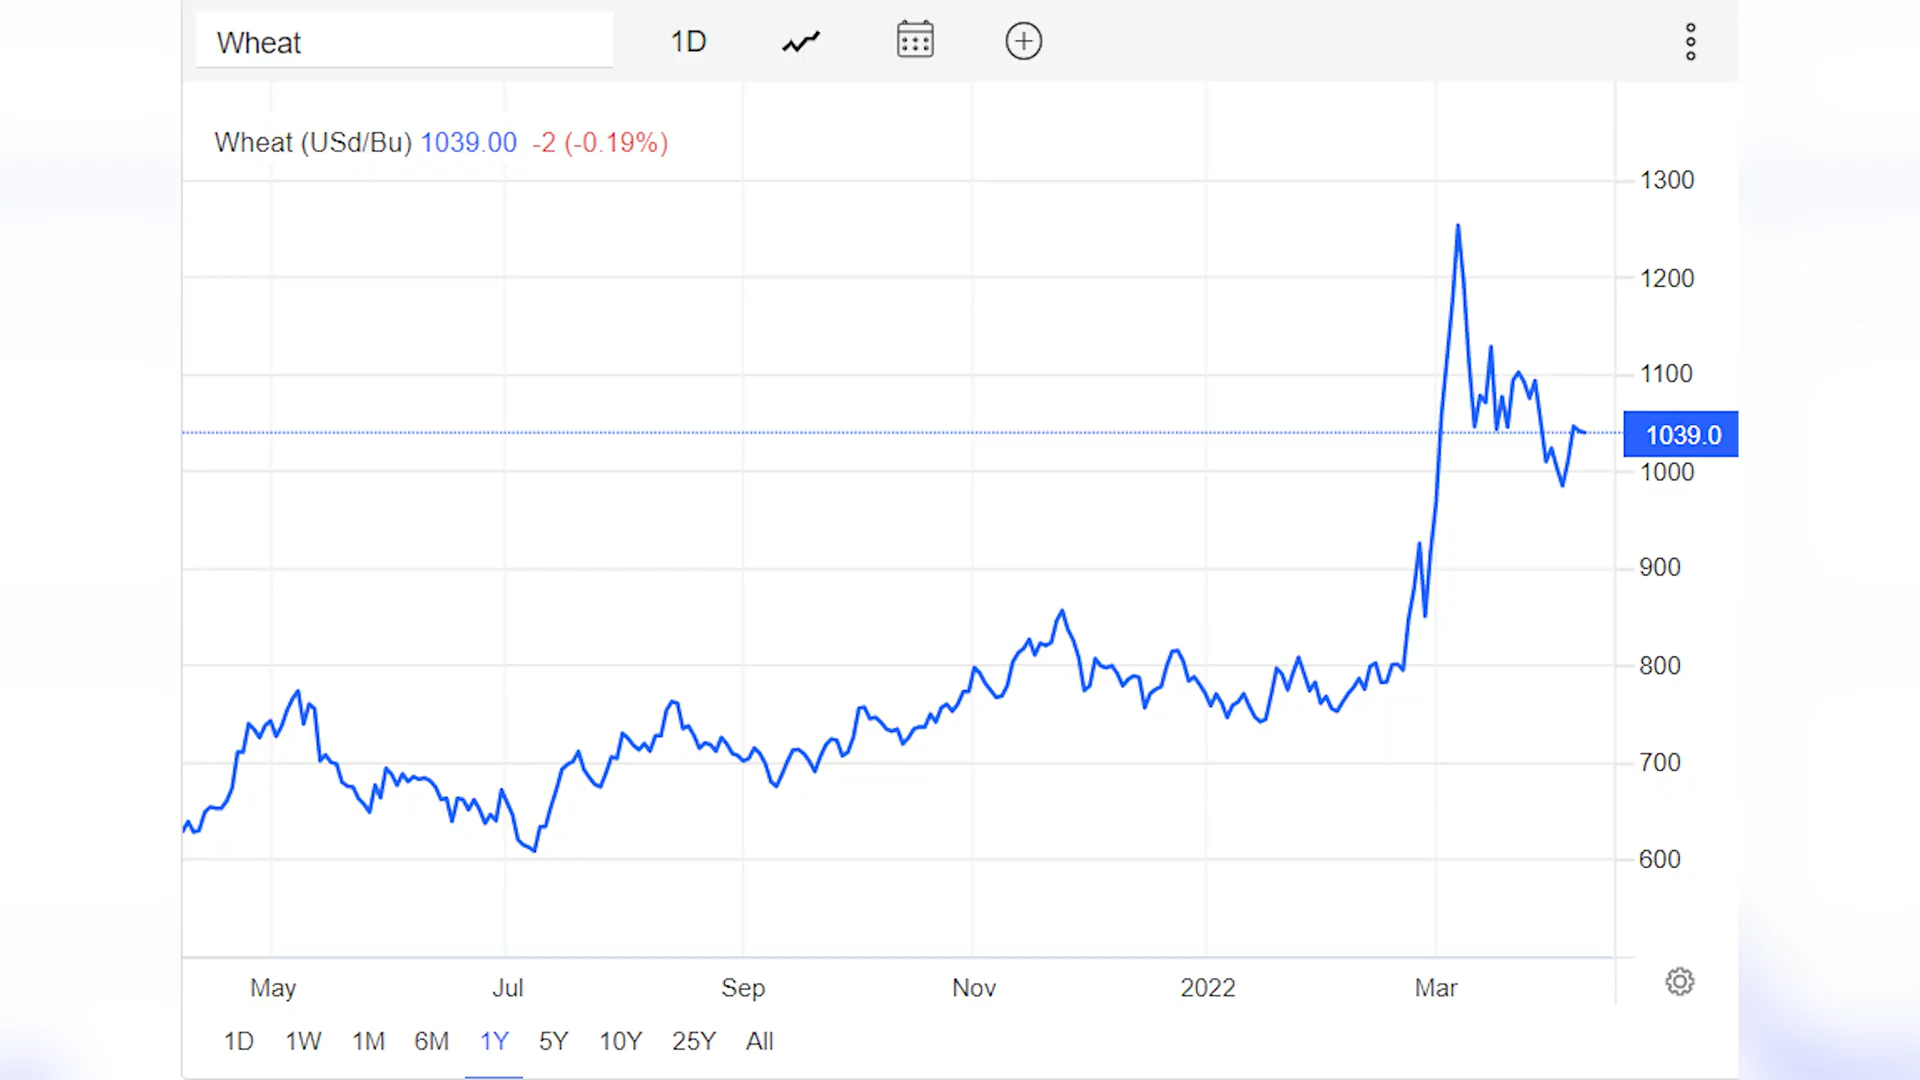 Wheat 1D
Wheat (USd/Bu) 1039.00 -2 (-0.19%)
1300
1200
1100
1039.0
1000
900
800
700
600
May Jul Sep Nov 2022 Mar
1D 1W 1M 6M 1Y 5Y 10Y 25Y All